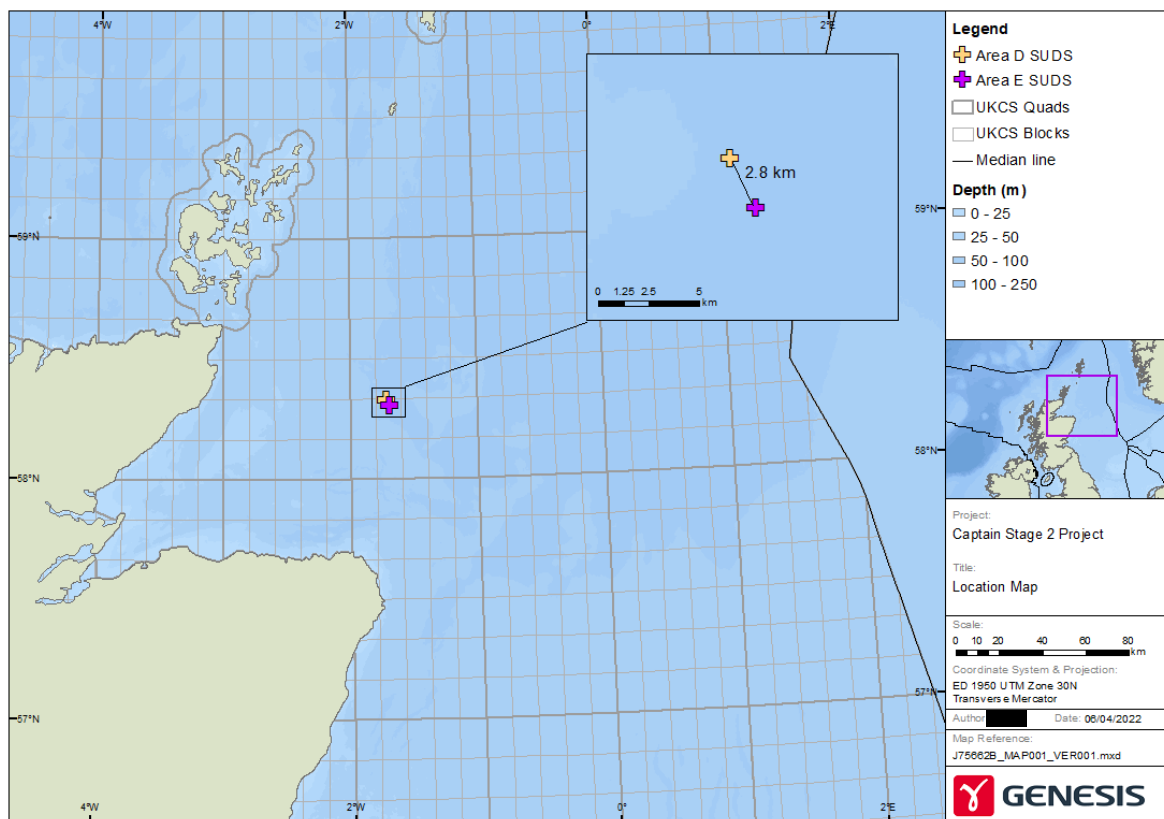 4°W
2°W
0°
2°E
59°N
58°N
57°N
59°N
58°N
57°N
4°W
2°W
0°
2°E
2.8 km
0 1.25 2.5 5
km
Legend
Area D SUDS
Area E SUDS
UKCS Quads
UKCS Blocks
Median line
Depth (m)
0 - 25
25 - 50
50 - 100
100 - 250
Project:
Captain Stage 2 Project
Title:
Location Map
Scale:
0 10 20 40 60 80
km
Coordinate System & Projection:
ED 1950 UTM Zone 30N
Transverse Mercator
Author
Date: 06/04/2022
Map Reference:
J75662B_MAP001_VER001.mxd
GENESIS